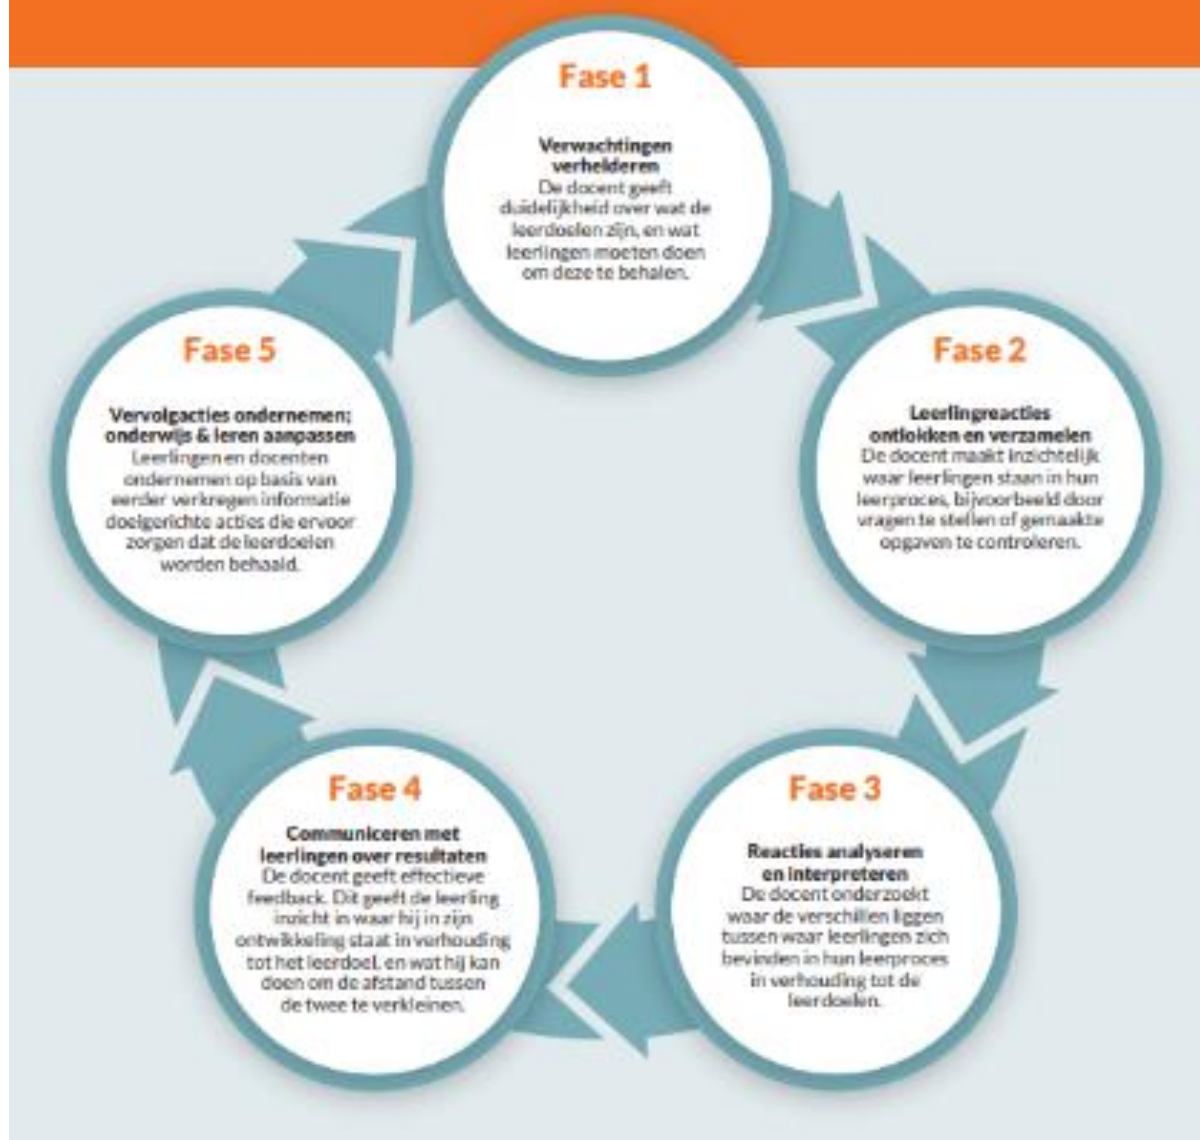 Fase 1
Verwachtingen
verhelderen
De docent geeft
duidelijkheid over wat de
leerdoelen zijn, en wat
leerlingen moeten doen
om deze te behalen.
Fase 2
Leerlingreacties
ontlokken en verzamelen
De docent maakt inzichtelijk
waar leerlingen staan in hun
leerproces, bijvoorbeeld door
vragen te stellen of gemaakte
opgaven te controleren.
Fase 3
Reacties analyseren
en interpreteren
De docent onderzoekt
waar de verschillen liggen
tussen waar leerlingen zich
bevinden in hun leerproces
in verhouding tot de
leerdoelen.
Fase 4
Communiceren met
leerlingen over resultaten
De docent geeft effectieve
feedback. Dit geeft de leerling
inzicht in waar hij in zijn
ontwikkeling staat in verhouding
tot het leerdoel, en wat hij kan
doen om de afstand tussen
de twee te verkleinen.
Fase 5
Vervolgacties ondernemen;
onderwijs & leren aanpassen
Leerlingen en docenten
ondernemen op basis van
eerder verkregen informatie
doelgerichte acties die ervoor
zorgen dat de leerdoelen
worden behaald.